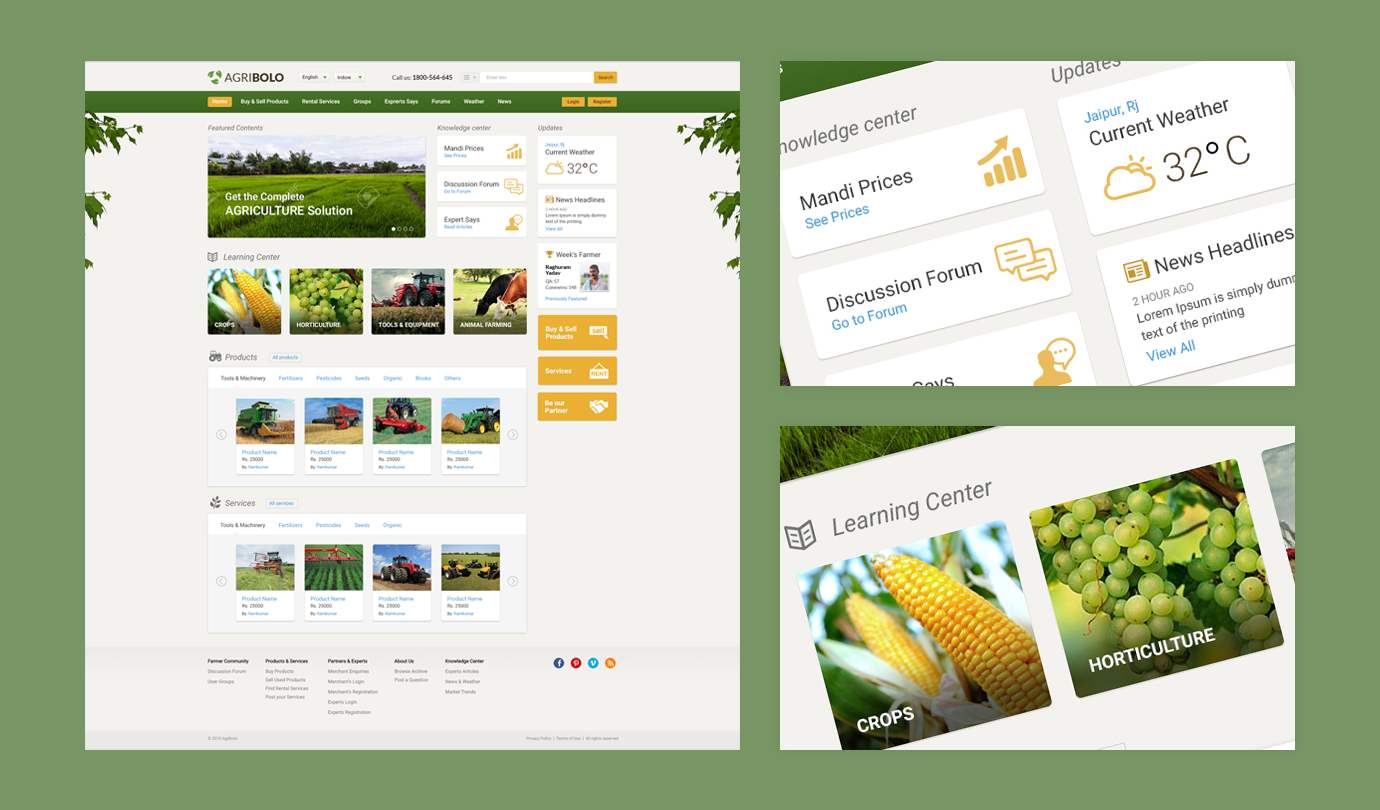 AGRIBOLO
English
Indore
Call us: 1800-564-645
Enter text
Search
Home
Buy & Sell Products
Rental Services
Groups
Exprerts Says
Forums
Weather
News
Login
Register
Featured Contents
Get the Complete
AGRICULTURE Solution
Knowledge center
Mandi Prices
See Prices
Discussion Forum
Go to Forum
Expert Says
Read Articles
Updates
Jaipur, Rj
Current Weather
32°C
News Headlines
2 HOUR AGO
Lorem Ipsum is simply dummy
text of the printing
View All
Week's Farmer
Raghuram
Yadav
QA: 57
Comments: 348
Previously Featured
Buy & Sell
Products
sell
Services
RENT
Be our
Partner
Learning Center
CROPS
HORTICULTURE
TOOLS & EQUIPMENT
ANIMAL FARMING
Products
All products
Tools & Machinery
Fertilizers
Pesticides
Seeds
Organic
Books
Others
Product Name
Rs. 25000
By Ramkumar
Product Name
Rs. 25000
By Ramkumar
Product Name
Rs. 25000
By Ramkumar
Product Name
Rs. 25000
By Ramkumar
Services
All services
Tools & Machinery
Fertilizers
Pesticides
Seeds
Organic
Product Name
Rs. 25000
By Ramkumar
Product Name
Rs. 25000
By Ramkumar
Product Name
Rs. 25000
By Ramkumar
Product Name
Rs. 25000
By Ramkumar
Farmer Community
Discussion Forum
User Groups
Products & Services
Buy Products
Sell Used Products
Find Rental Services
Post your Services
Partners & Experts
Merchant Enquiries
Merchant's Login
Merchant's Registration
Experts Login
Experts Registration
About Us
Browse Archive
Post a Question
Knowledge Center
Experts Articles
News & Weather
Market Trends
© 2015 Agribolo.
Privacy Policy | Terms of Use | All rights reserved
s
nowledge center
Mandi Prices
See Prices
Discussion Forum
Go to Forum
Says
Updates
Jaipur, Rj
Current Weather
32°C
News Headlines
2 HOUR AGO
Lorem Ipsum is simply dumm
text of the printing
View All
Learning Center
CROPS
HORTICULTURE